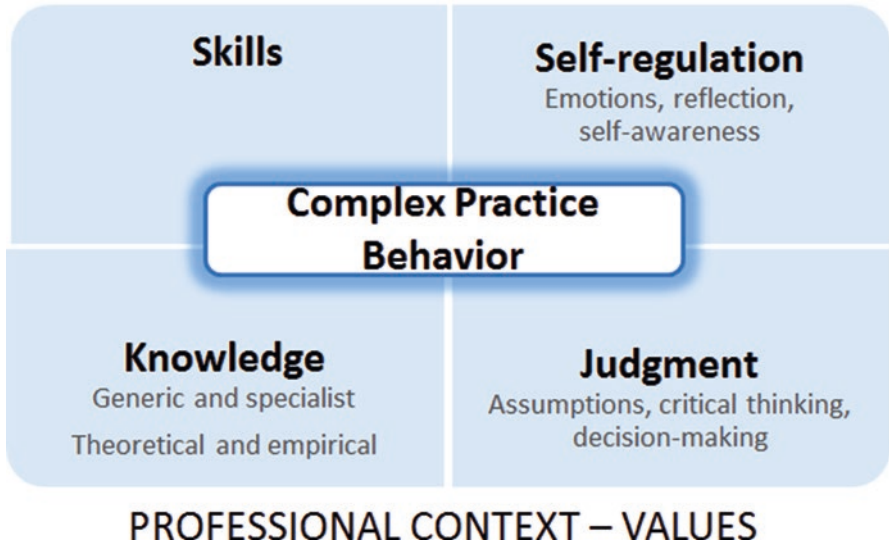 Skills
Self-regulation
Emotions, reflection,
self-awareness
Complex Practice
Behavior
Knowledge
Generic and specialist
Theoretical and empirical
Judgment
Assumptions, critical thinking,
decision-making
PROFESSIONAL CONTEXT – VALUES